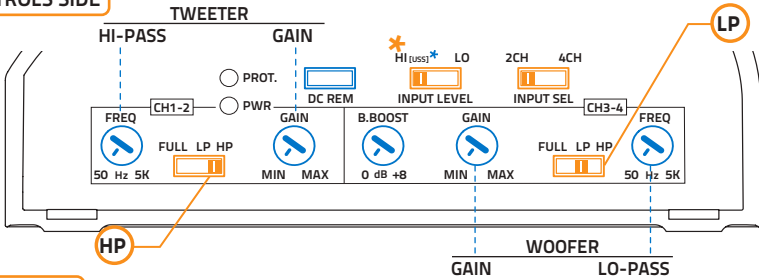 TWEETER
HI-PASS GAIN
LP
HI [USS]* LO 2CH 4CH
PROT.
DC REM INPUT LEVEL INPUT SEL
CH1-2 PWR CH3-4
FREQ GAIN B.BOOST GAIN FREQ
FULL LP HP FULL LP HP
50 Hz 5K MIN MAX 0 dB +8 MIN MAX 50 Hz 5K
HP
WOOFER
GAIN LO-PASS